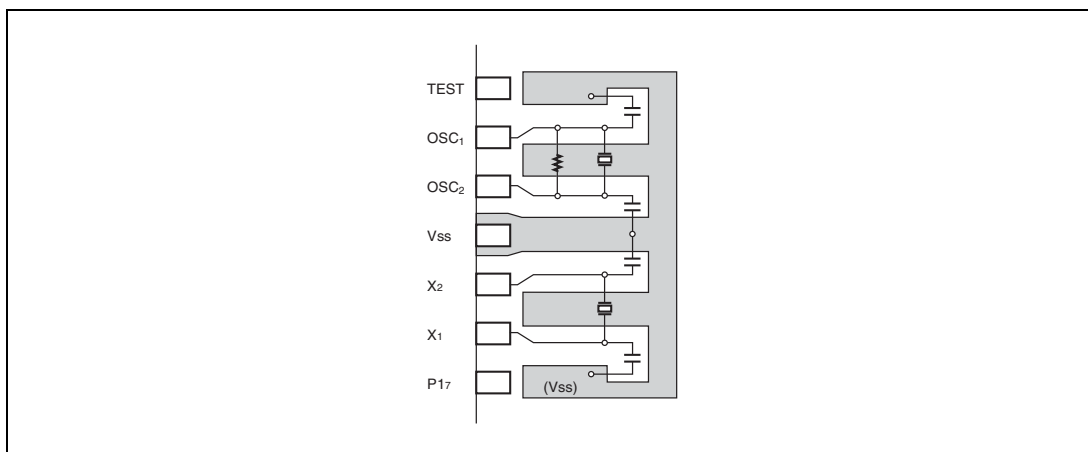 TEST
OSC₁
OSC₂
Vss
X₂
X₁
P1₇
(Vss)